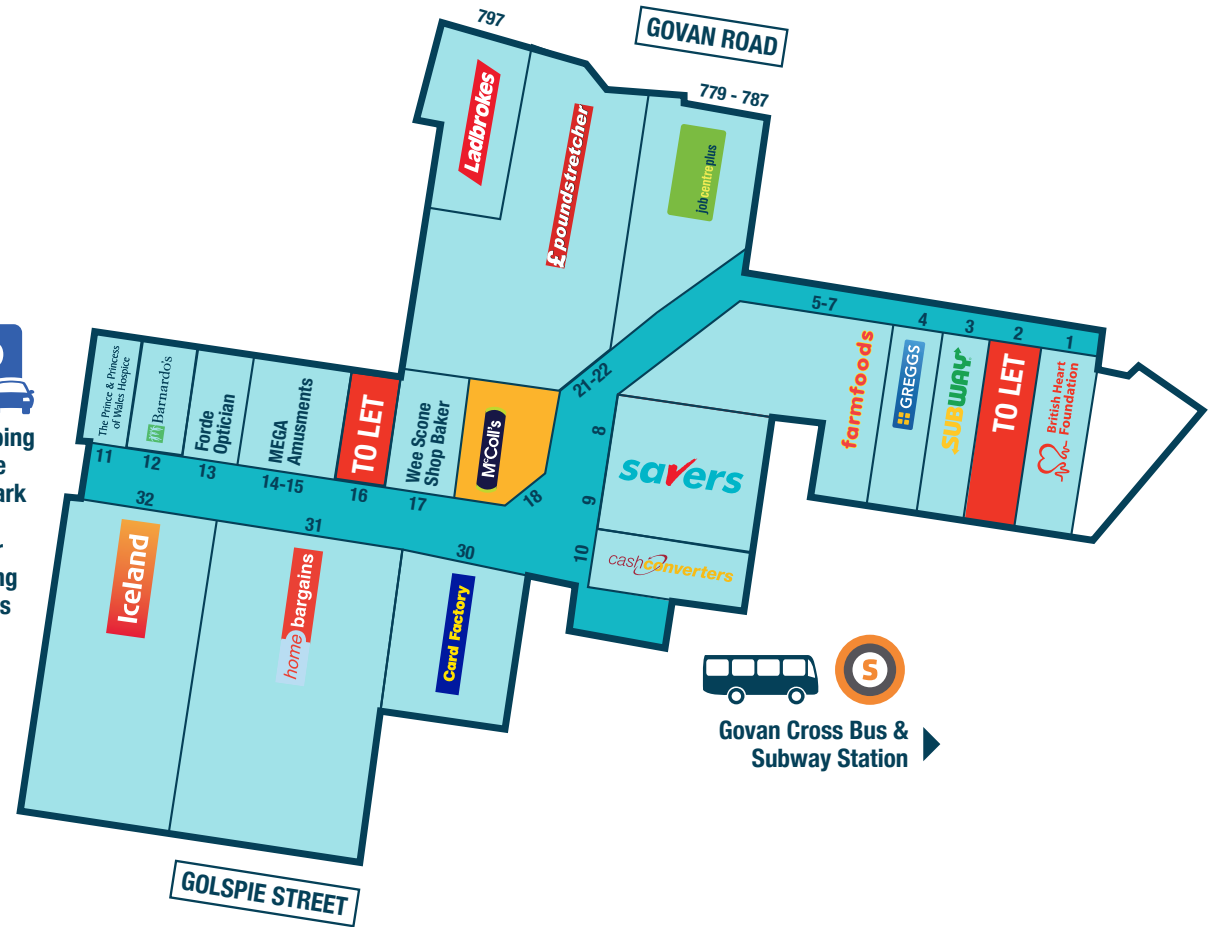 797
GOVAN ROAD
779 - 787
Ladbrokes
£ poundstretcher
jobcentreplus
5-7
4
3
2
1
farmfoods
GREGGS
SUBWAY
TO LET
British Heart
Foundation
21-22
8
9
10
savers
cashconverters
The Prince & Princess
of Wales Hospice
Barnardo's
Forde
Optician
MEGA
Amusments
TO LET
Wee Scone
Shop Baker
McColl's
11
12
13
14-15
16
17
18
32
31
30
Iceland
home bargains
Card Factory
S
Govan Cross Bus &
Subway Station
GOLSPIE STREET